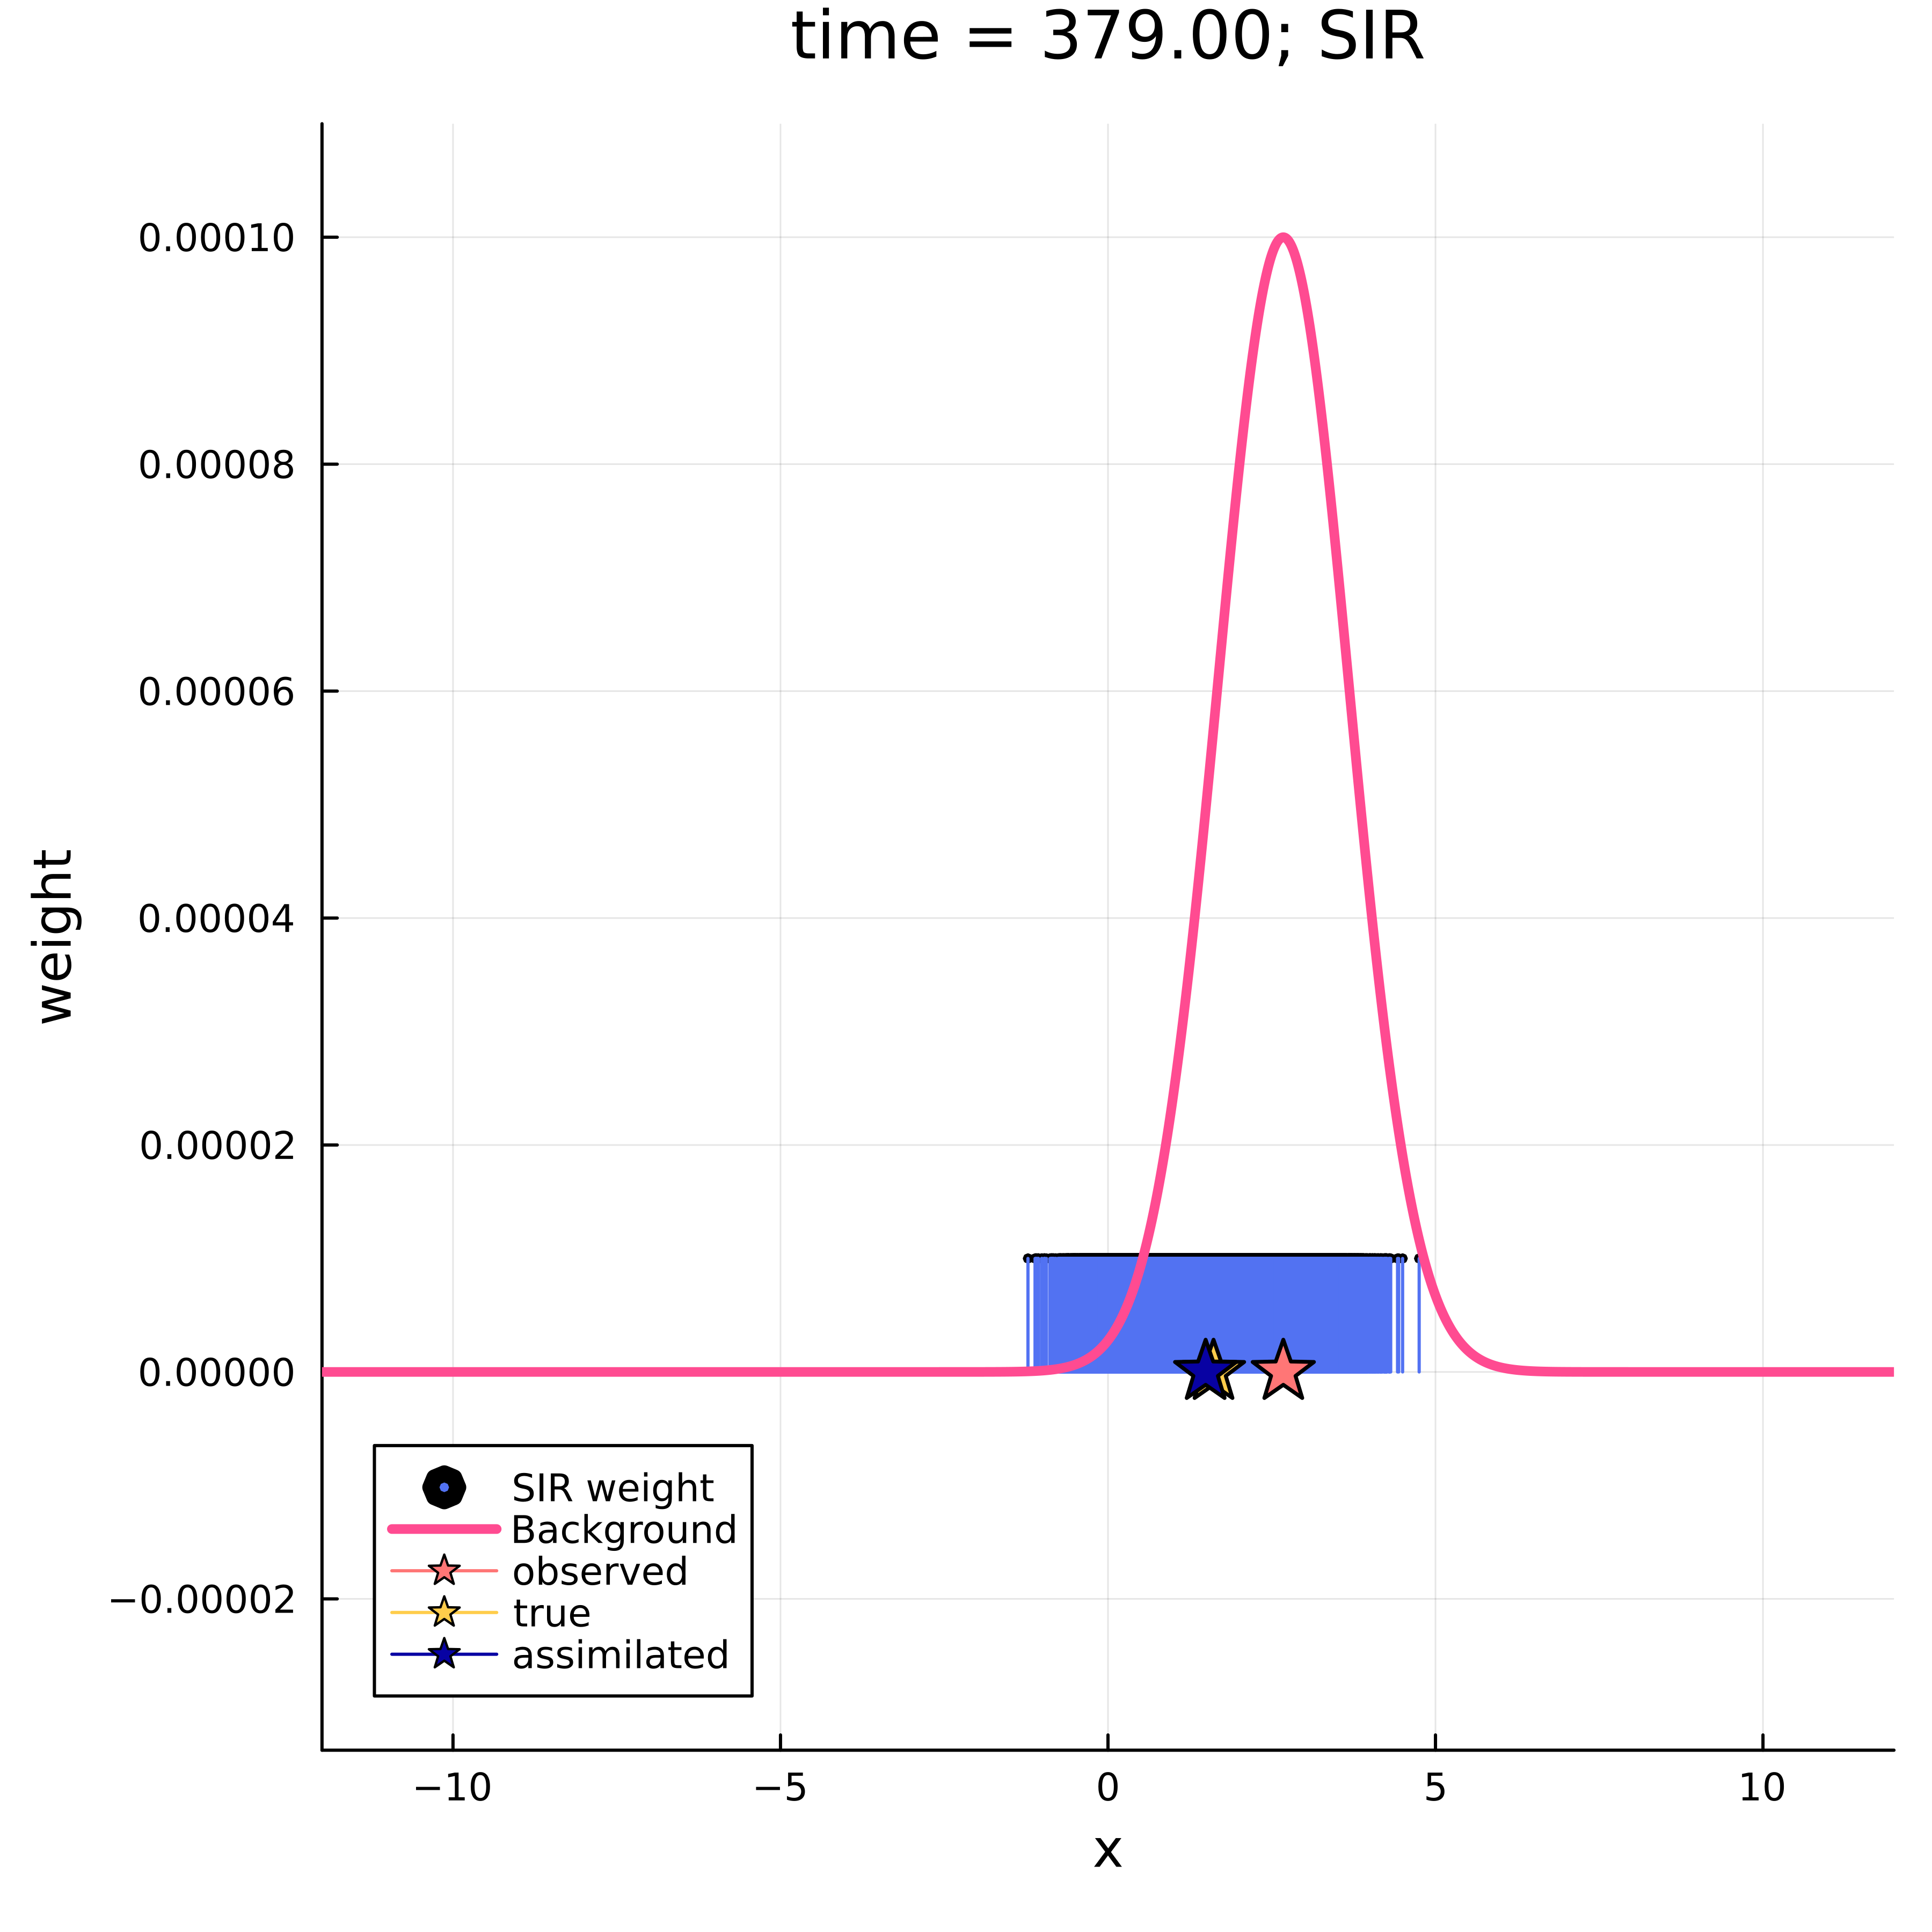 time = 379.00; SIR
weight
0.00010
0.00008
0.00006
0.00004
0.00002
0.00000
−0.00002
SIR weight
Background
observed
true
assimilated
−10 −5 0 5 10
x